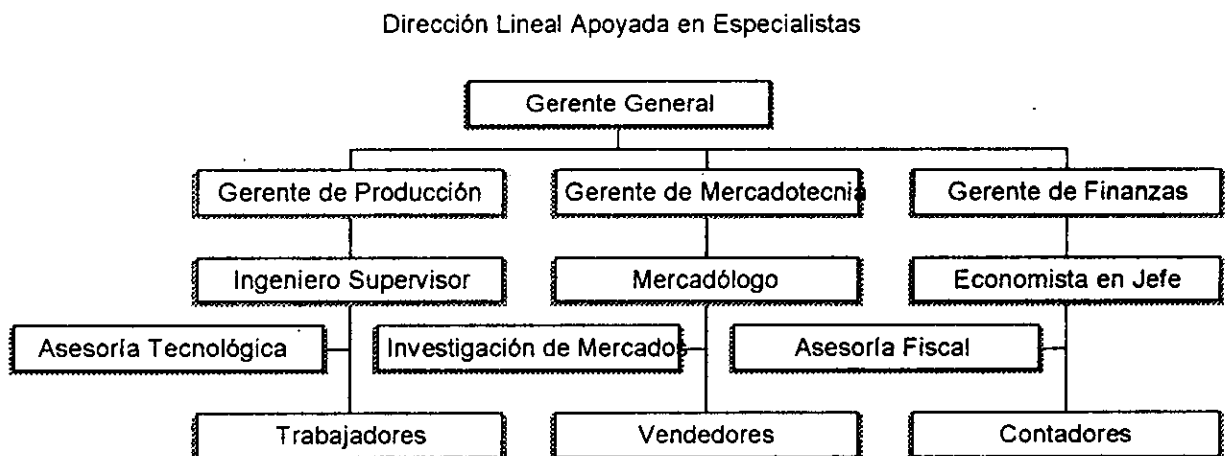 Dirección Lineal Apoyada en Especialistas
Gerente General
Gerente de Producción
Gerente de Mercadotecnia
Gerente de Finanzas
Ingeniero Supervisor
Mercadólogo
Economista en Jefe
Asesoría Tecnológica
Investigación de Mercados
Asesoría Fiscal
Trabajadores
Vendedores
Contadores